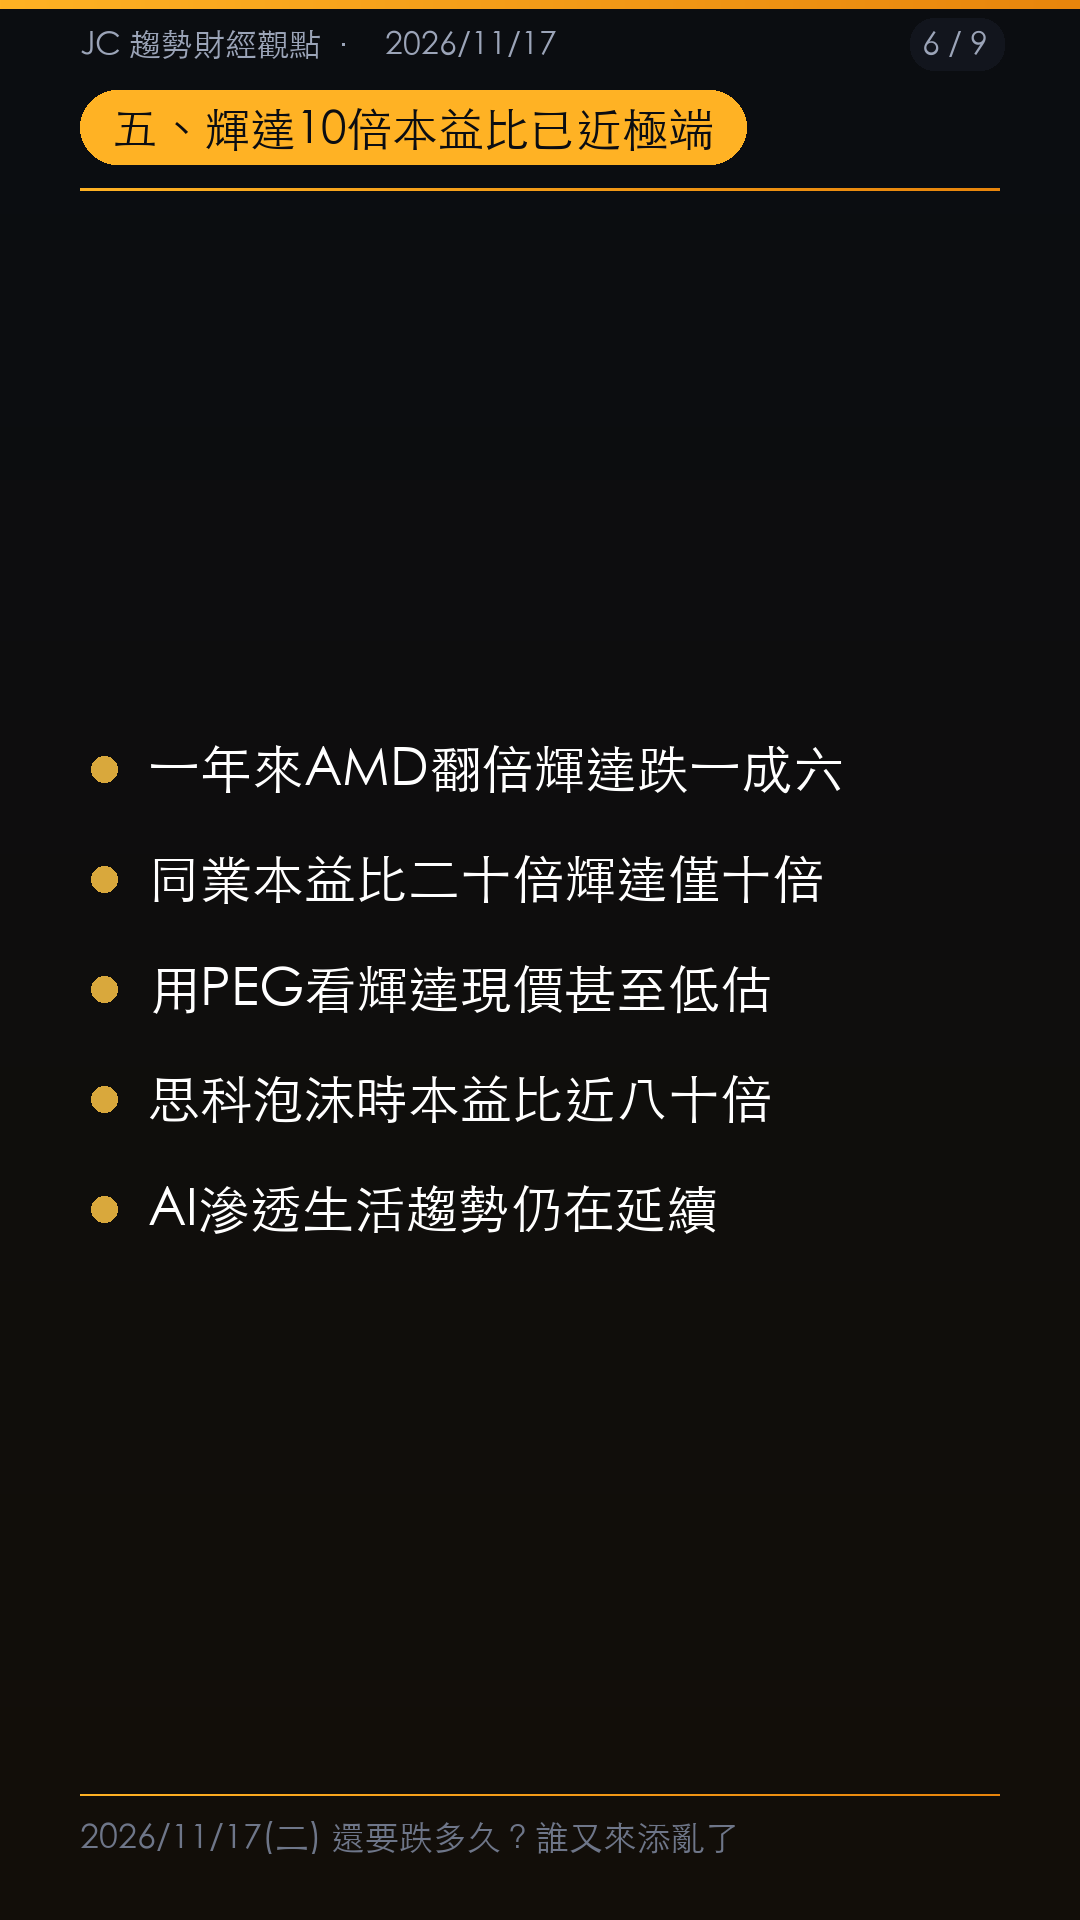 JC 趨勢財經觀點 · 2026/11/17
6 / 9
五、輝達10倍本益比已近極端
一年來AMD翻倍輝達跌一成六
同業本益比二十倍輝達僅十倍
用PEG看輝達現價甚至低估
思科泡沫時本益比近八十倍
AI滲透生活趨勢仍在延續
2026/11/17(二) 還要跌多久？誰又來添亂了